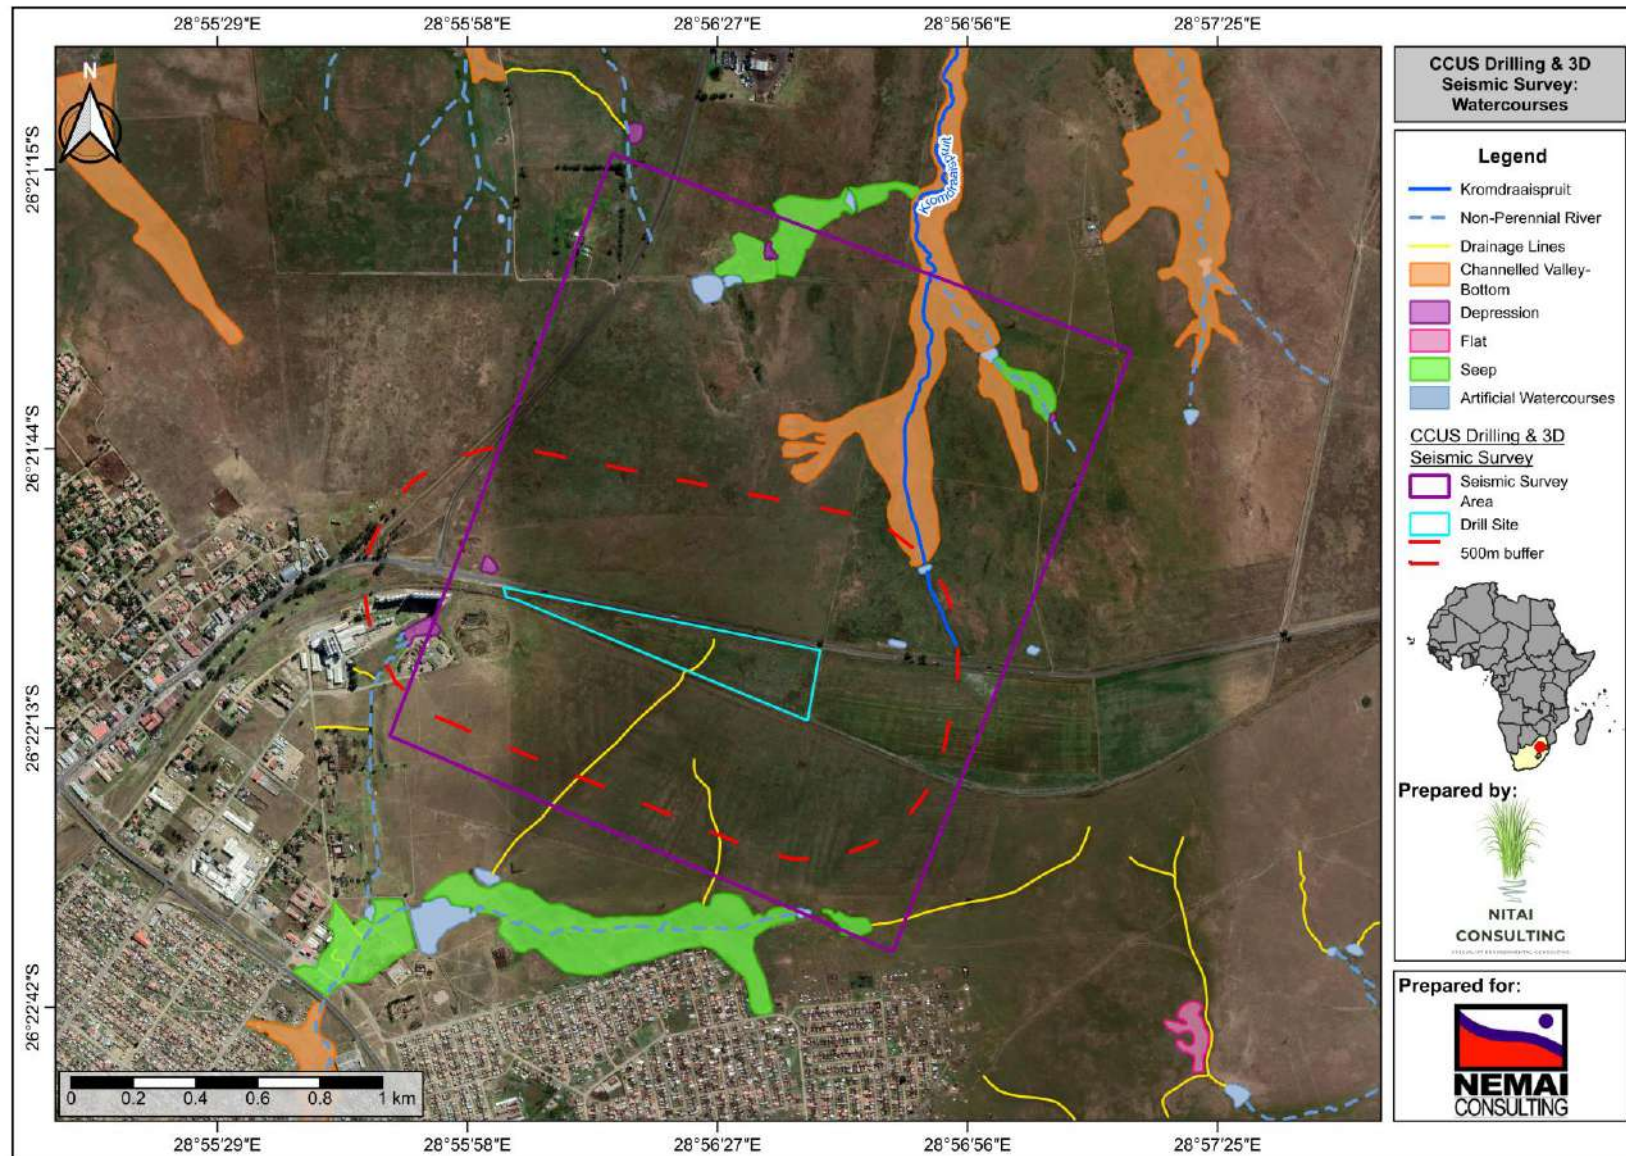 28°55'29"E
28°55'58"E
28°56'27"E
28°56'56"E
28°57'25"E
N
26°21'15"S
26°21'44"S
26°22'13"S
26°22'42"S
Kromdraaispruit
0 0.2 0.4 0.6 0.8 1 km
28°55'29"E
28°55'58"E
28°56'27"E
28°56'56"E
28°57'25"E
CCUS Drilling & 3D
Seismic Survey:
Watercourses
Legend
Kromdraaispruit
Non-Perennial River
Drainage Lines
Channelled Valley-
Bottom
Depression
Flat
Seep
Artificial Watercourses
CCUS Drilling & 3D
Seismic Survey
Seismic Survey
Area
Drill Site
500m buffer
Prepared by:
NITAI
CONSULTING
Prepared for:
NEMAI
CONSULTING